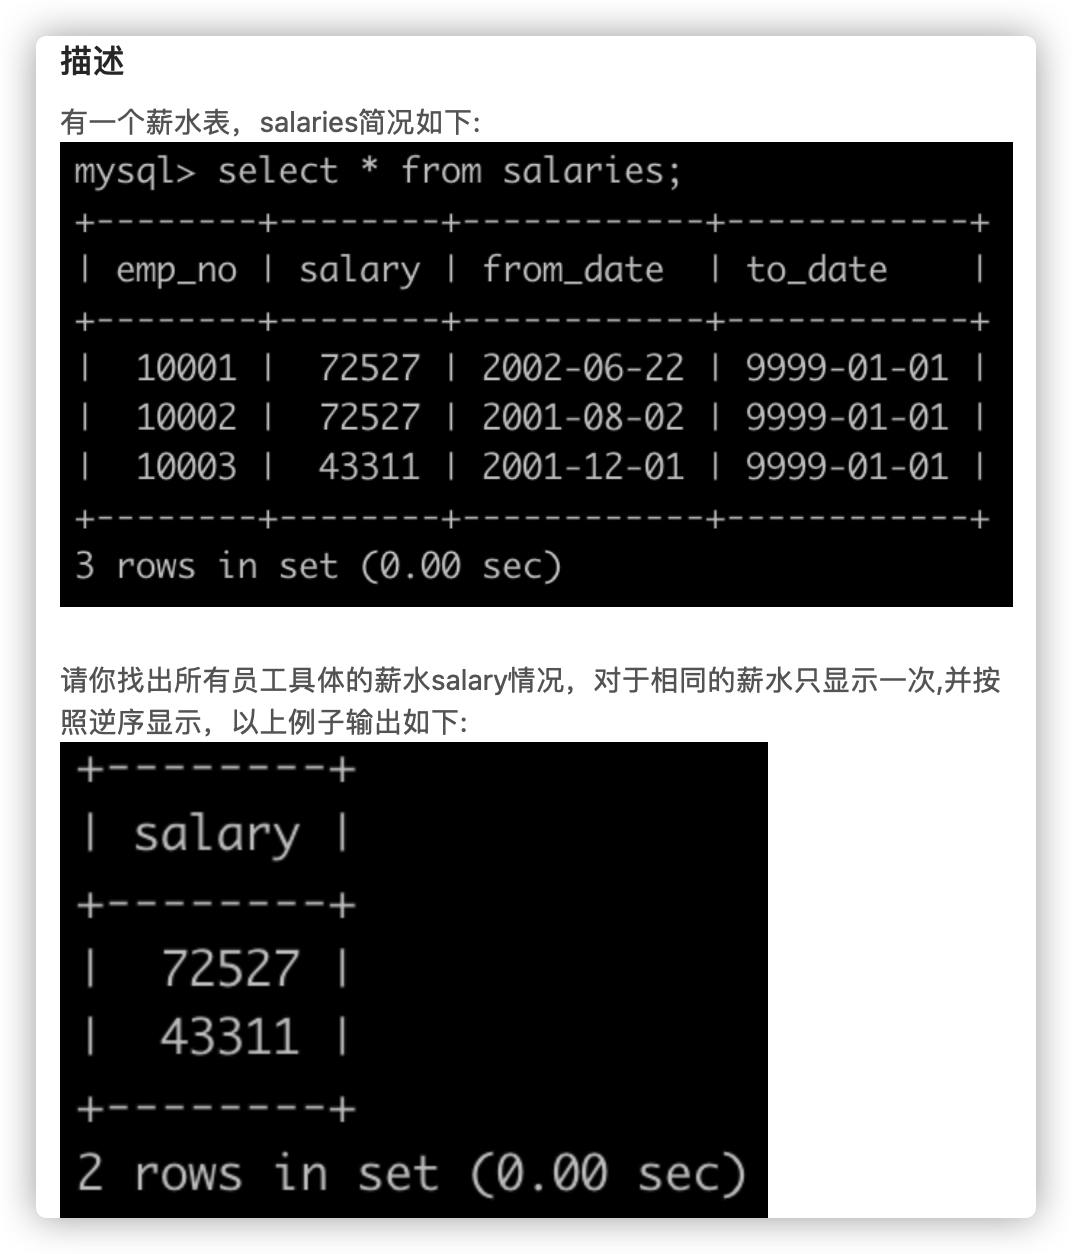 描述
有一个薪水表，salaries简况如下:
mysql> select * from salaries;
+--------+--------+------------+------------+
| emp_no | salary | from_date  | to_date    |
+--------+--------+------------+------------+
|  10001 |  72527 | 2002-06-22 | 9999-01-01 |
|  10002 |  72527 | 2001-08-02 | 9999-01-01 |
|  10003 |  43311 | 2001-12-01 | 9999-01-01 |
+--------+--------+------------+------------+
3 rows in set (0.00 sec)
请你找出所有员工具体的薪水salary情况，对于相同的薪水只显示一次,并按
照逆序显示，以上例子输出如下:
+--------+
| salary |
+--------+
|  72527 |
|  43311 |
+--------+
2 rows in set (0.00 sec)